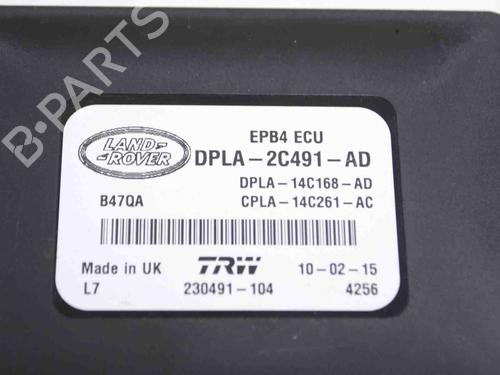 B-PARTS
LAND-
ROVER
EPB4 ECU
DPLA-2C491-AD
DPLA-14C168-AD
B47QA
CPLA-14C261-AC
Made in UK
TRW
10-02-15
L7
230491-104
4256